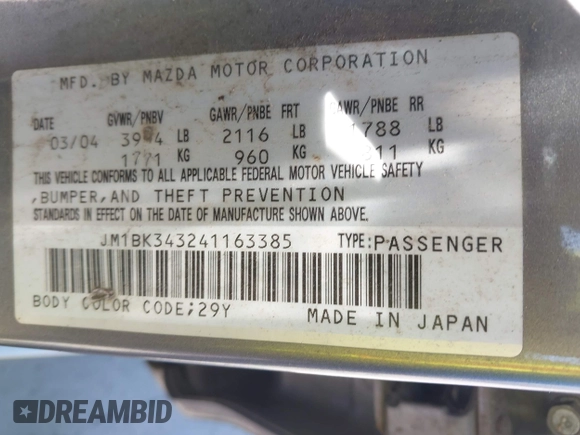 MFD. BY MAZDA MOTOR CORPORATION
DATE GVWR/PNBV GAWR/PNBE FRT GAWR/PNBE RR
03/04 LB 2116 LB 1788 LB
1771 KG 960 KG KG
THIS VEHICLE CONFORMS TO ALL APPLICABLE FEDERAL MOTOR VEHICLE SAFETY
,BUMPER,AND THEFT PREVENTION
STANDARDS IN EFFECT ON THE DATE OF MANUFACTURE SHOWN ABOVE.
JM1BK343241163385 TYPE:PASSENGER
BODY COLOR CODE;29Y MADE IN JAPAN
DREAMBID